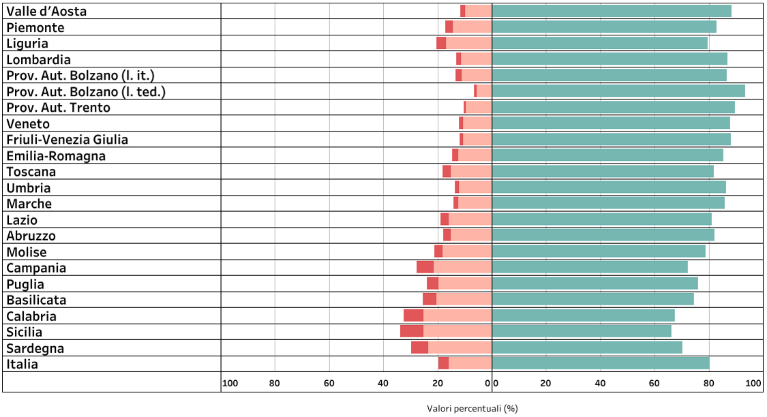 Valle d'Aosta
Piemonte
Liguria
Lombardia
Prov. Aut. Bolzano (l. it.)
Prov. Aut. Bolzano (l. ted.)
Prov. Aut. Trento
Veneto
Friuli-Venezia Giulia
Emilia-Romagna
Toscana
Umbria
Marche
Lazio
Abruzzo
Molise
Campania
Puglia
Basilicata
Calabria
Sicilia
Sardegna
Italia
100 80 60 40 20 0 0 20 40 60 80 100
Valori percentuali (%)